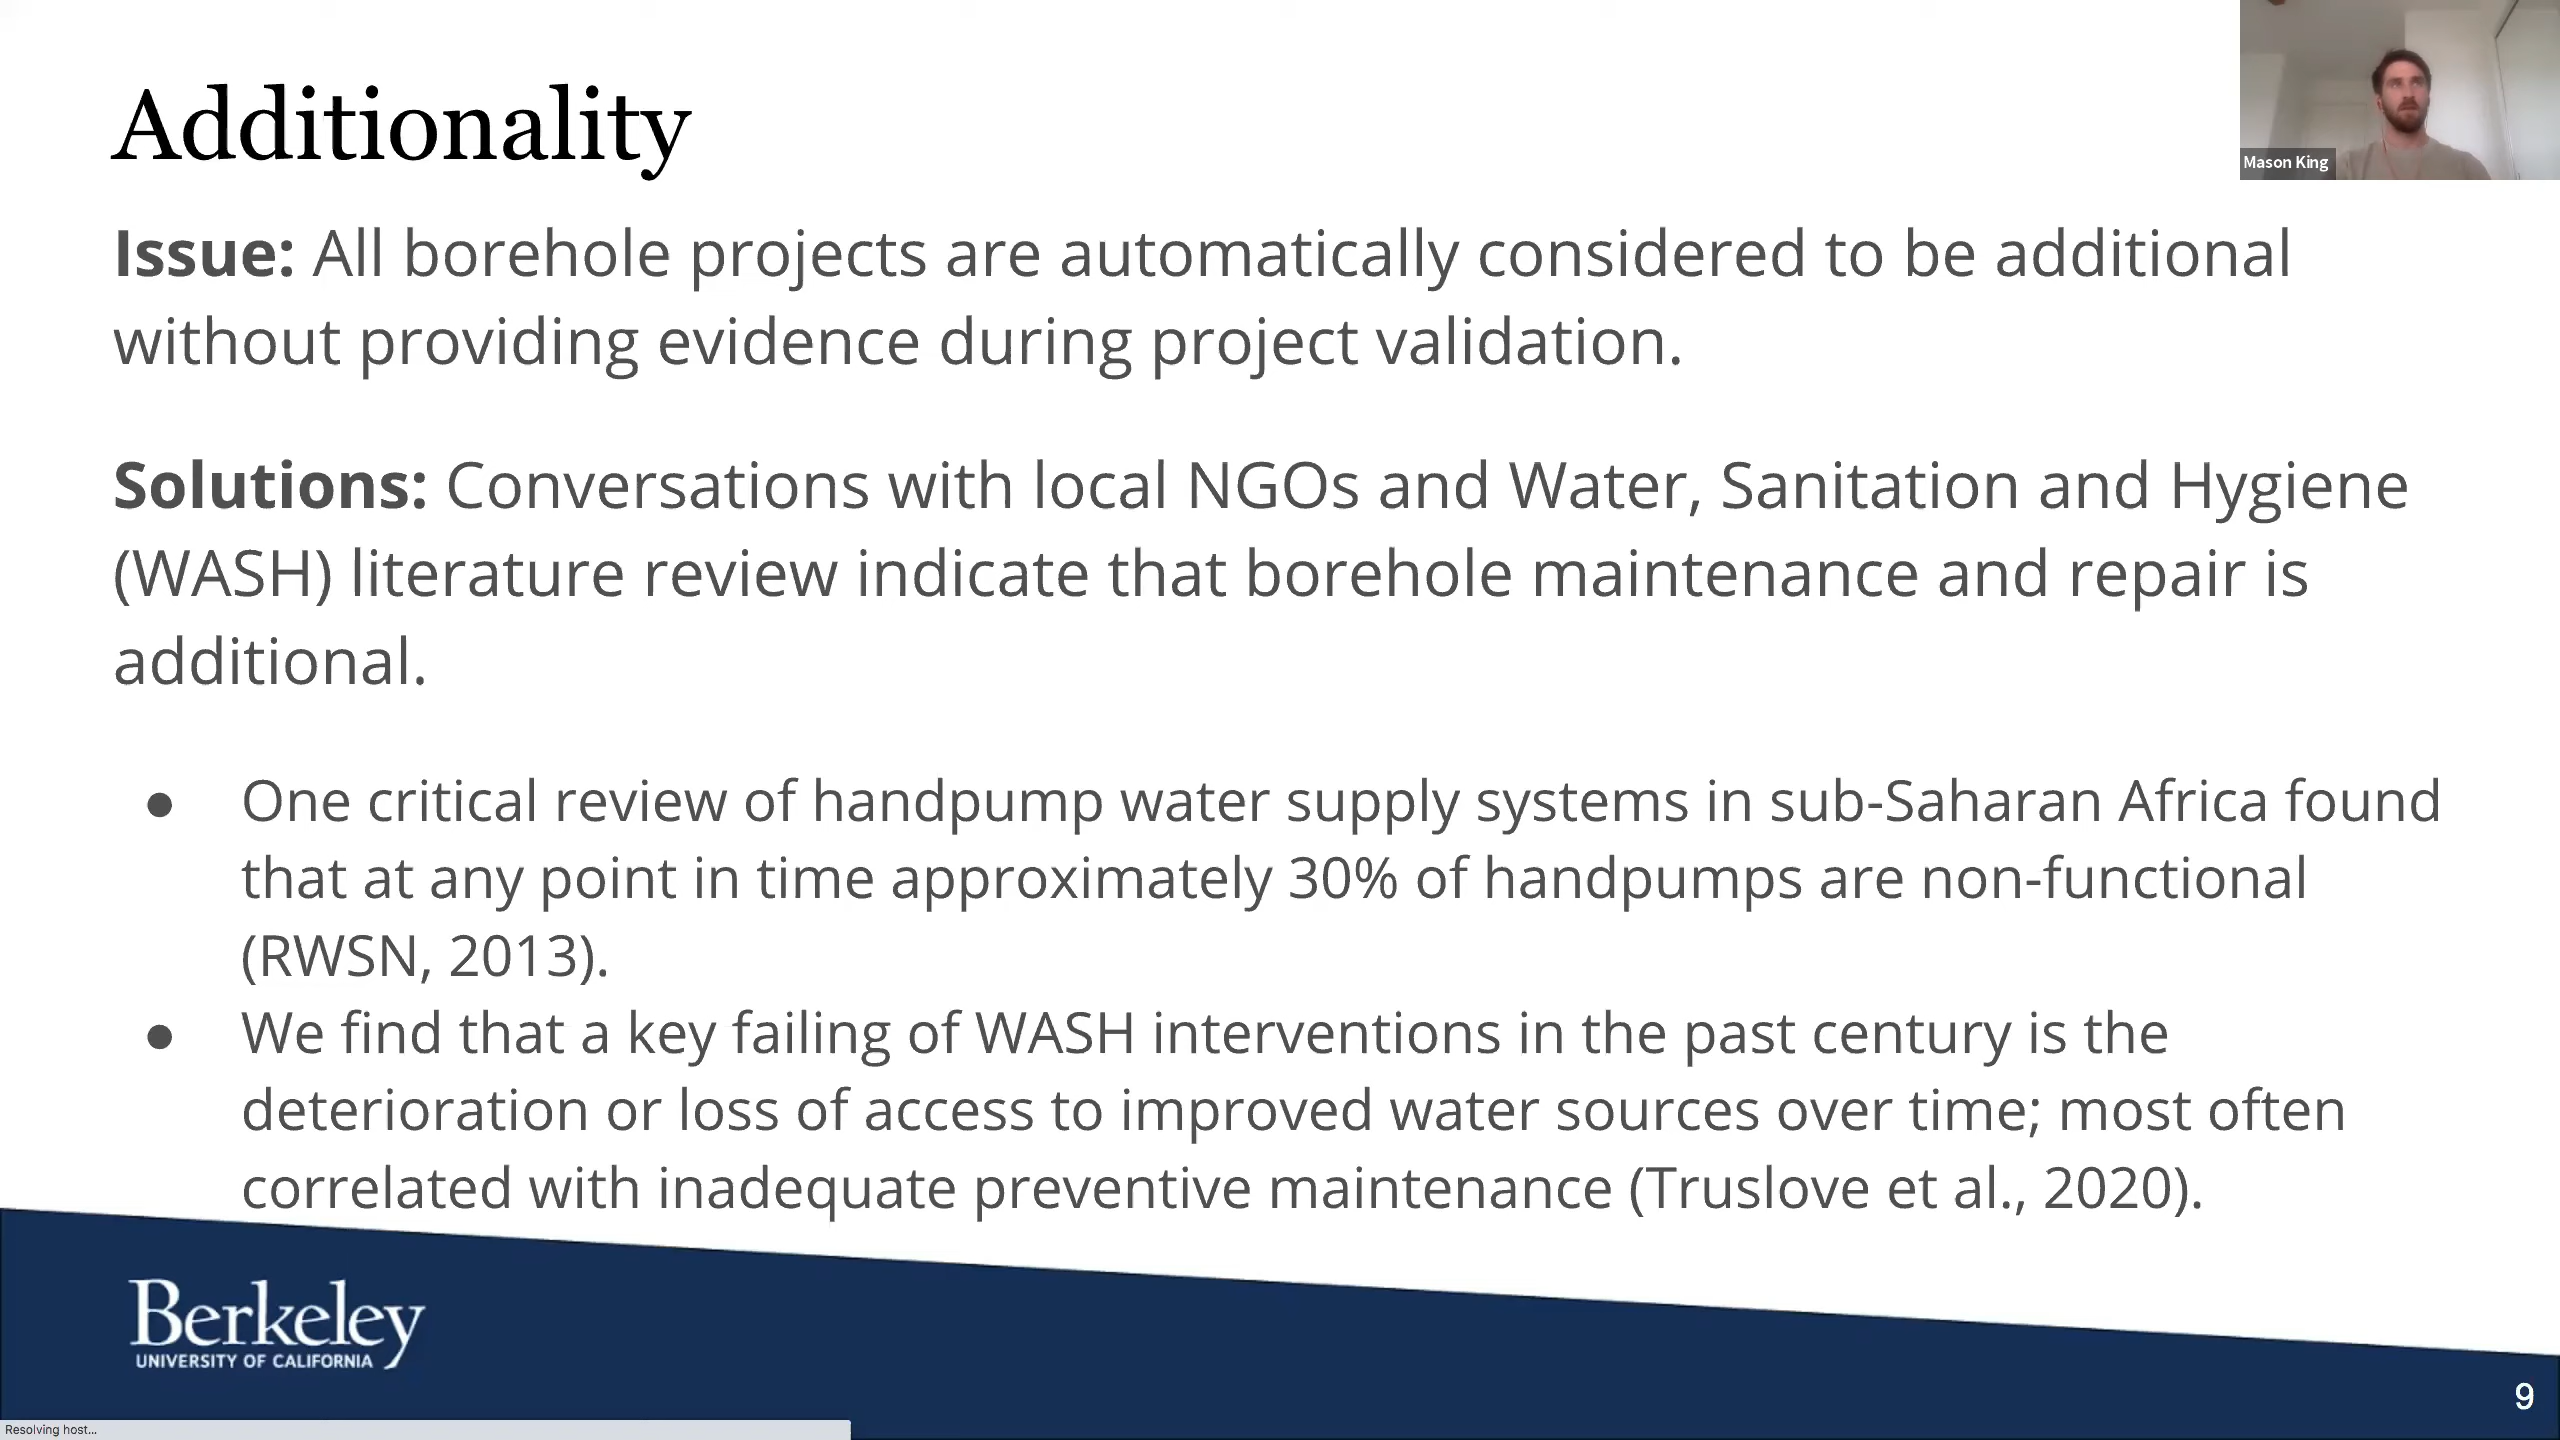 Additionality
Mason King
Issue: All borehole projects are automatically considered to be additional
without providing evidence during project validation.
Solutions: Conversations with local NGOs and Water, Sanitation and Hygiene
(WASH) literature review indicate that borehole maintenance and repair is
additional.
● One critical review of handpump water supply systems in sub-Saharan Africa found
that at any point in time approximately 30% of handpumps are non-functional
(RWSN, 2013).
● We find that a key failing of WASH interventions in the past century is the
deterioration or loss of access to improved water sources over time; most often
correlated with inadequate preventive maintenance (Truslove et al., 2020).
Berkeley
UNIVERSITY OF CALIFORNIA
9
Resolving host...